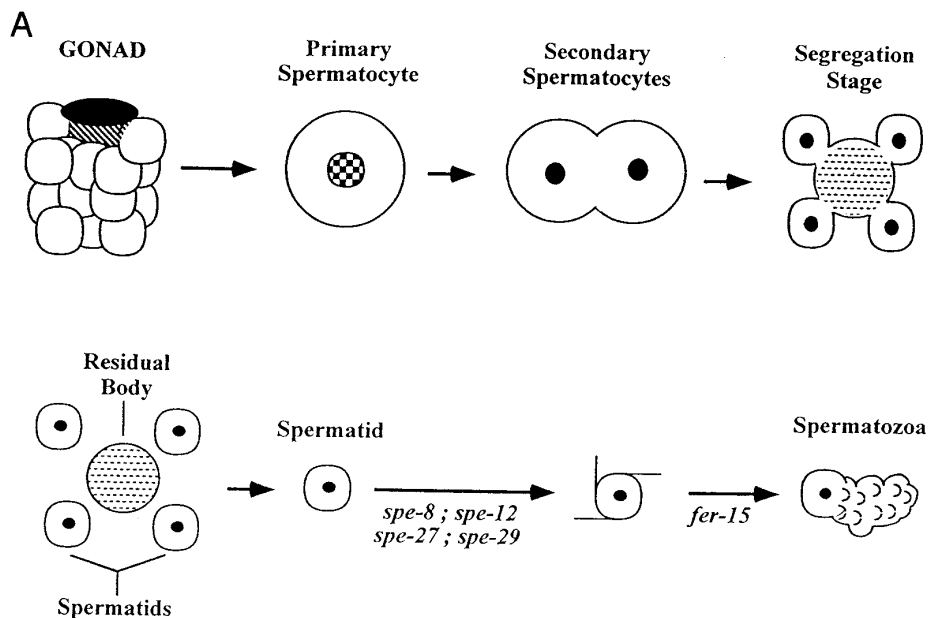 A
GONAD
Primary
Spermatocyte
Secondary
Spermatocytes
Segregation
Stage
Residual
Body
Spermatids
Spermatid
spe-8 ; spe-12
spe-27 ; spe-29
fer-15
Spermatozoa